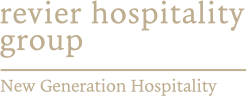 revier hospitality
group
New Generation Hospitality